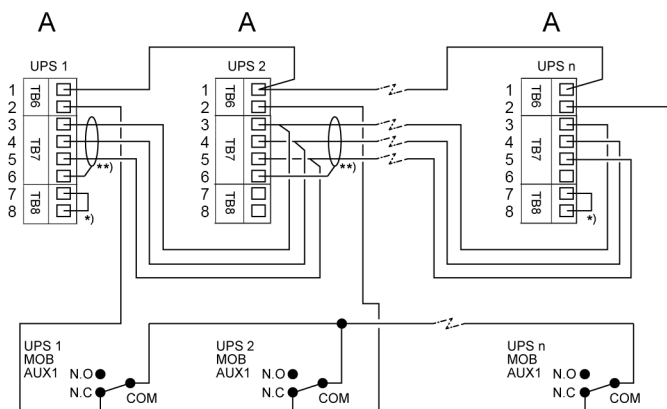 A A A
UPS 1 UPS 2 UPS n
1 TB6 1 TB6 1 TB6
2 2 2
3 TB7 3 TB7 3 TB7
4 4 4
5 **) 5 **) 5
6 6 6
7 TB8 7 TB8 7 TB8
8 *) 8 8 *)
UPS 1 UPS 2 UPS n
MOB MOB MOB
AUX1 N.O AUX1 N.O AUX1 N.O
N.C COM N.C COM N.C COM